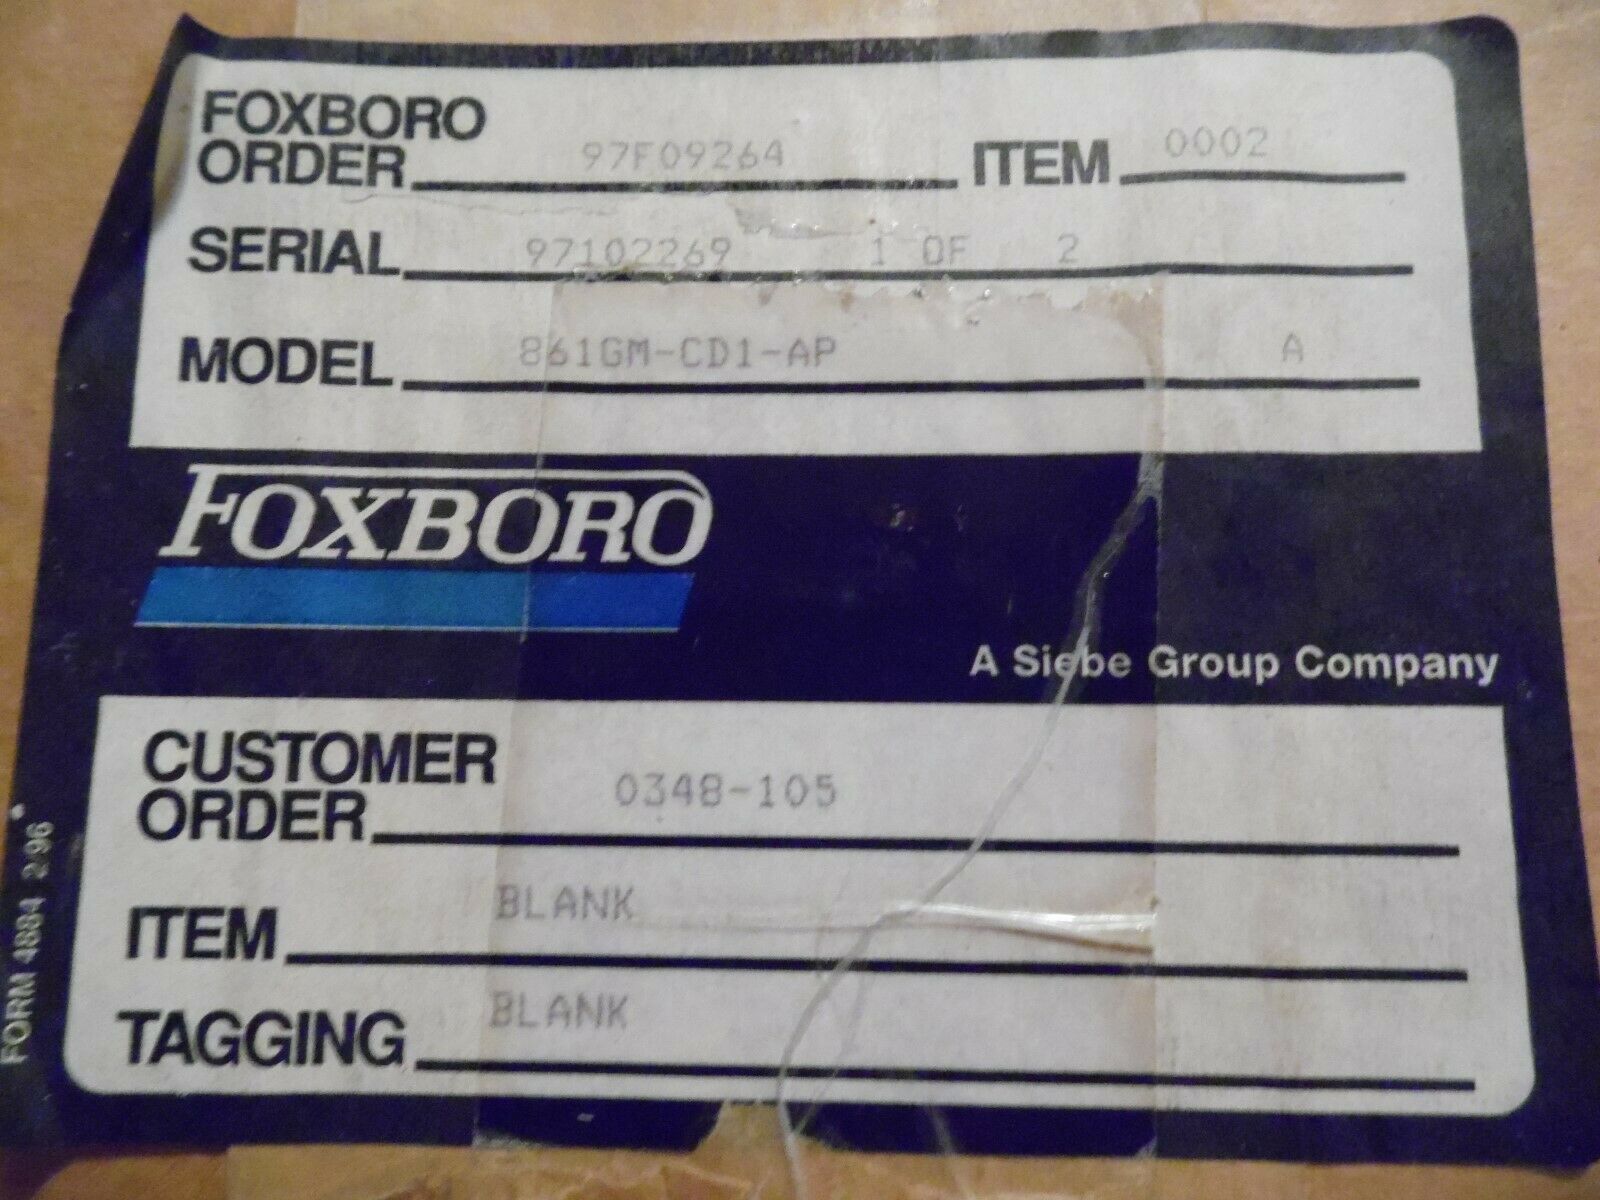 FOXBORO
ORDER 97F09264 ITEM 0002
SERIAL 97102269 1 OF 2
MODEL 861GM-CD1-AP A
FOXBORO
A Siebe Group Company
CUSTOMER
ORDER 0348-105
ITEM BLANK
TAGGING BLANK
FORM 4884 2/96